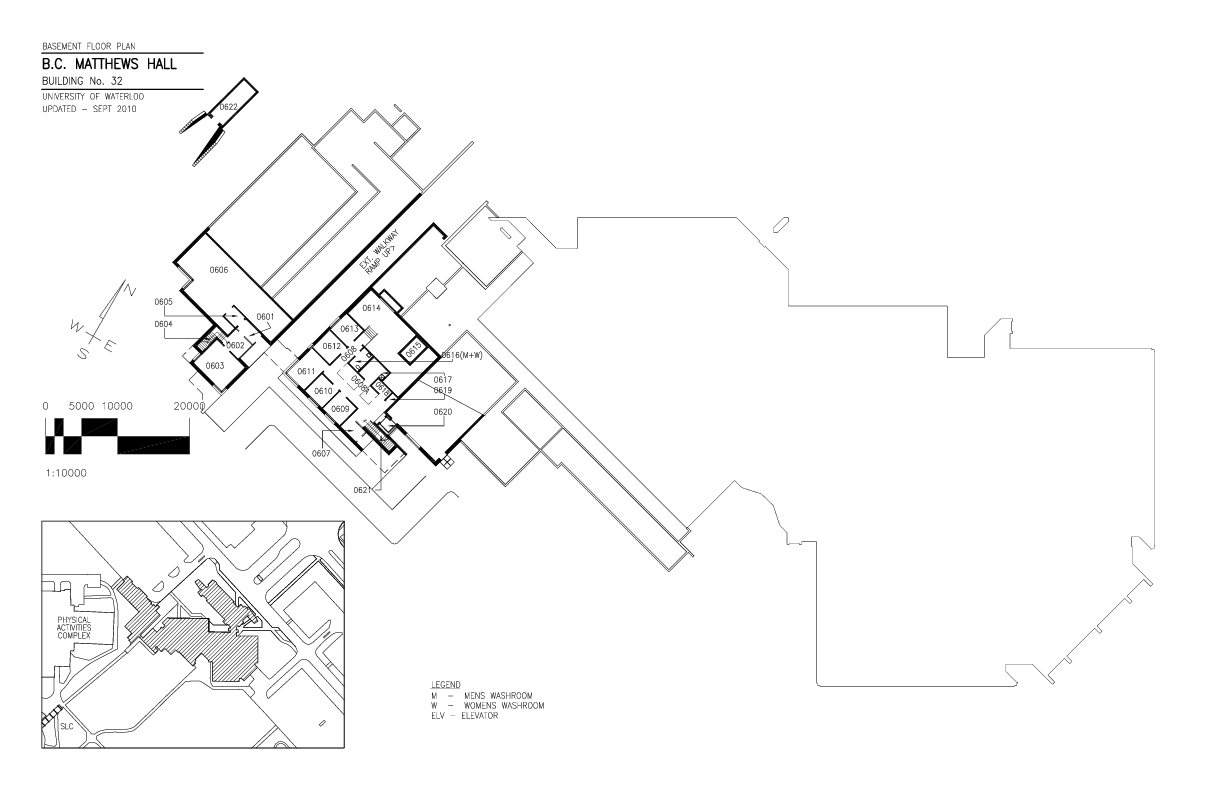 BASEMENT FLOOR PLAN
B.C. MATTHEWS HALL
BUILDING No. 32
UNIVERSITY OF WATERLOO
UPDATED – SEPT 2010
0622
EXT. WALKWAY
RAMP UP>
0606
0605
0604
0601
0602
0603
0614
0613
0612
0608
0615
0616(M+W)
0611
0608A
0618
0617
0619
0610
0609
0620
0607
0621
N
W
E
S
0 5000 10000 20000
1:10000
PHYSICAL
ACTIVITIES
COMPLEX
SLC
LEGEND
M – MENS WASHROOM
W – WOMENS WASHROOM
ELV – ELEVATOR